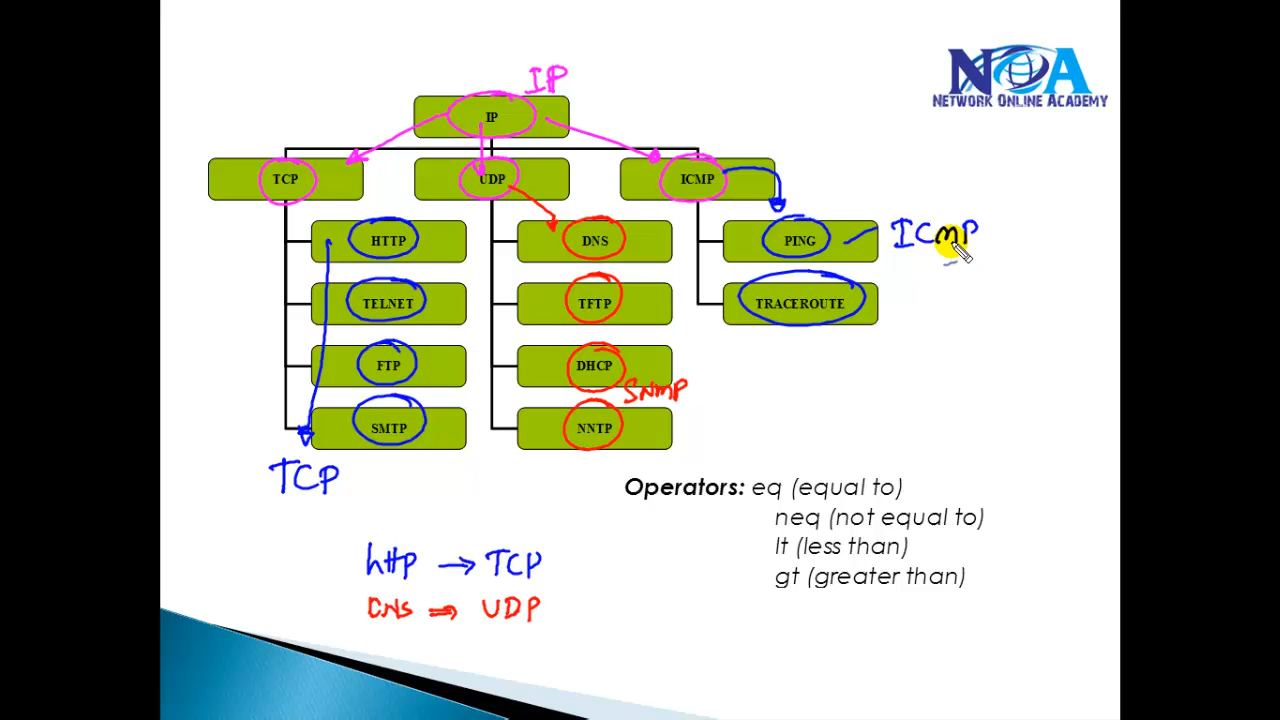 NOA
NETWORK ONLINE ACADEMY
IP
IP
TCP
UDP
ICMP
HTTP
DNS
PING
ICMP
TELNET
TFTP
TRACEROUTE
FTP
DHCP
SNMP
SMTP
NNTP
TCP
Operators: eq (equal to)
neq (not equal to)
lt (less than)
gt (greater than)
httP → TCP
DNS ⇒ UDP